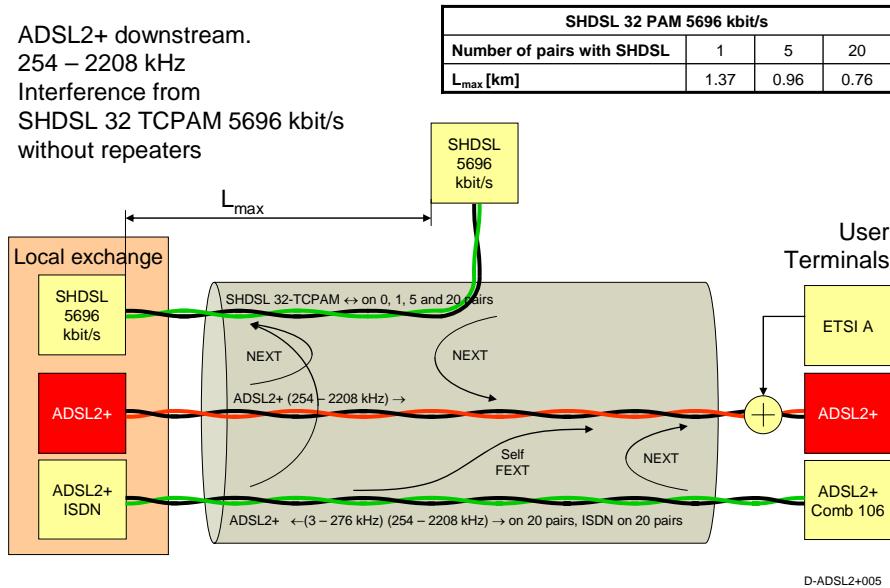 ADSL2+ downstream.
254 – 2208 kHz
Interference from
SHDSL 32 TCPAM 5696 kbit/s
without repeaters
SHDSL 32 PAM 5696 kbit/s
Number of pairs with SHDSL 1 5 20
Lmax [km] 1.37 0.96 0.76
SHDSL
5696
kbit/s
Lmax
Local exchange
User
Terminals
SHDSL
5696
kbit/s
SHDSL 32-TCPAM ↔ on 0, 1, 5 and 20 pairs
ETSI A
NEXT
NEXT
ADSL2+
ADSL2+ (254 – 2208 kHz) →
ADSL2+
Self
FEXT
NEXT
ADSL2+
ISDN
ADSL2+
Comb 106
ADSL2+ ←(3 – 276 kHz) (254 – 2208 kHz) → on 20 pairs, ISDN on 20 pairs
D-ADSL2+005